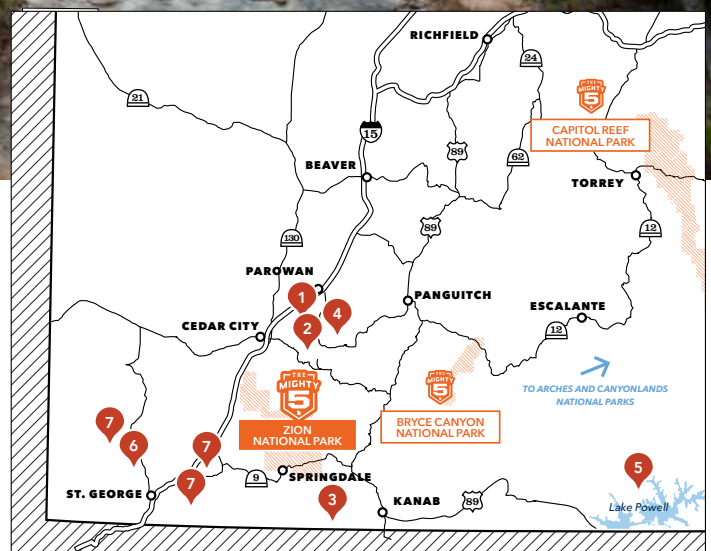 RICHFIELD
24
21
THE
MIGHTY
5
CAPITOL REEF
NATIONAL PARK
15
89
62
BEAVER
TORREY
89
12
130
PAROWAN
1
PANGUITCH
4
ESCALANTE
2
CEDAR CITY
12
THE
MIGHTY
5
THE
MIGHTY
5
TO ARCHES AND CANYONLANDS
NATIONAL PARKS
ZION
NATIONAL PARK
BRYCE CANYON
NATIONAL PARK
7
6
7
7
9
SPRINGDALE
5
ST. GEORGE
3
KANAB
89
Lake Powell